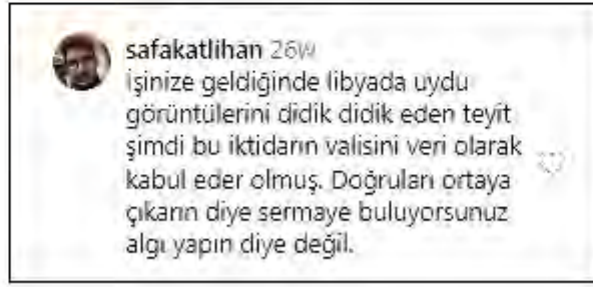 safakatlihan 26w
işinize geldiğinde libyada uydu
görüntülerini didik didik eden teyit
şimdi bu iktidarın valisini veri olarak
kabul eder olmuş. Doğruları ortaya
çıkarın diye sermaye buluyorsunuz
algı yapın diye değil.